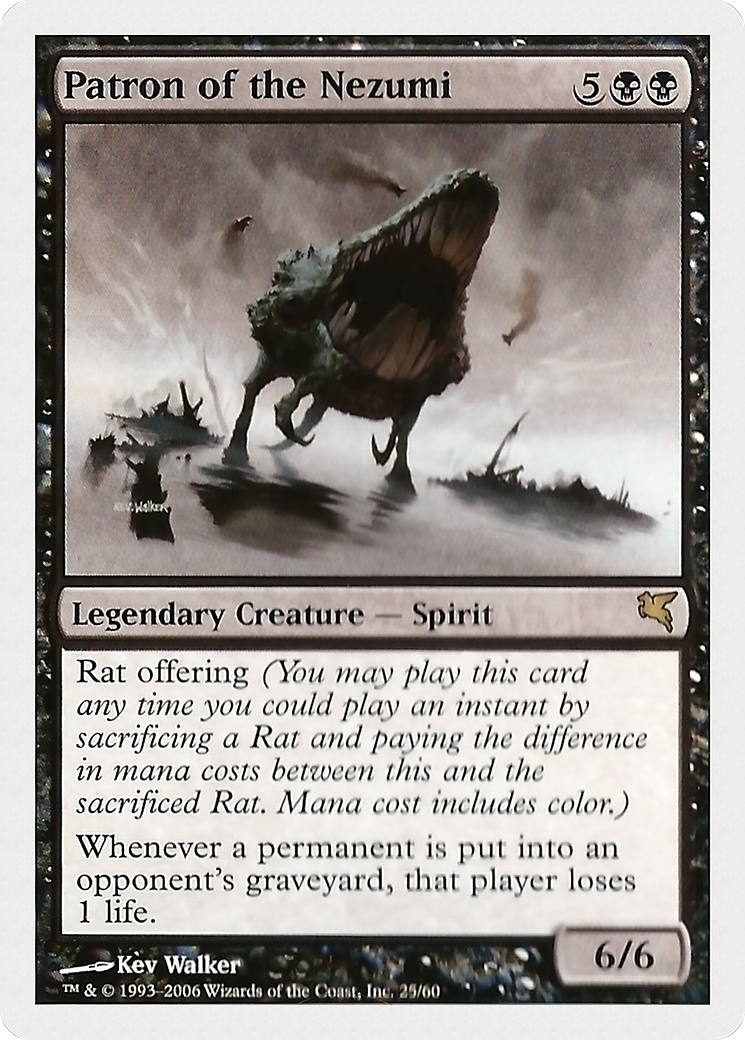 Patron of the Nezumi 5
Kev Walker
Legendary Creature — Spirit
Rat offering (You may play this card
any time you could play an instant by
sacrificing a Rat and paying the difference
in mana costs between this and the
sacrificed Rat. Mana cost includes color.)
Whenever a permanent is put into an
opponent's graveyard, that player loses
1 life.
6/6
Kev Walker
™ & © 1993–2006 Wizards of the Coast, Inc. 25/60